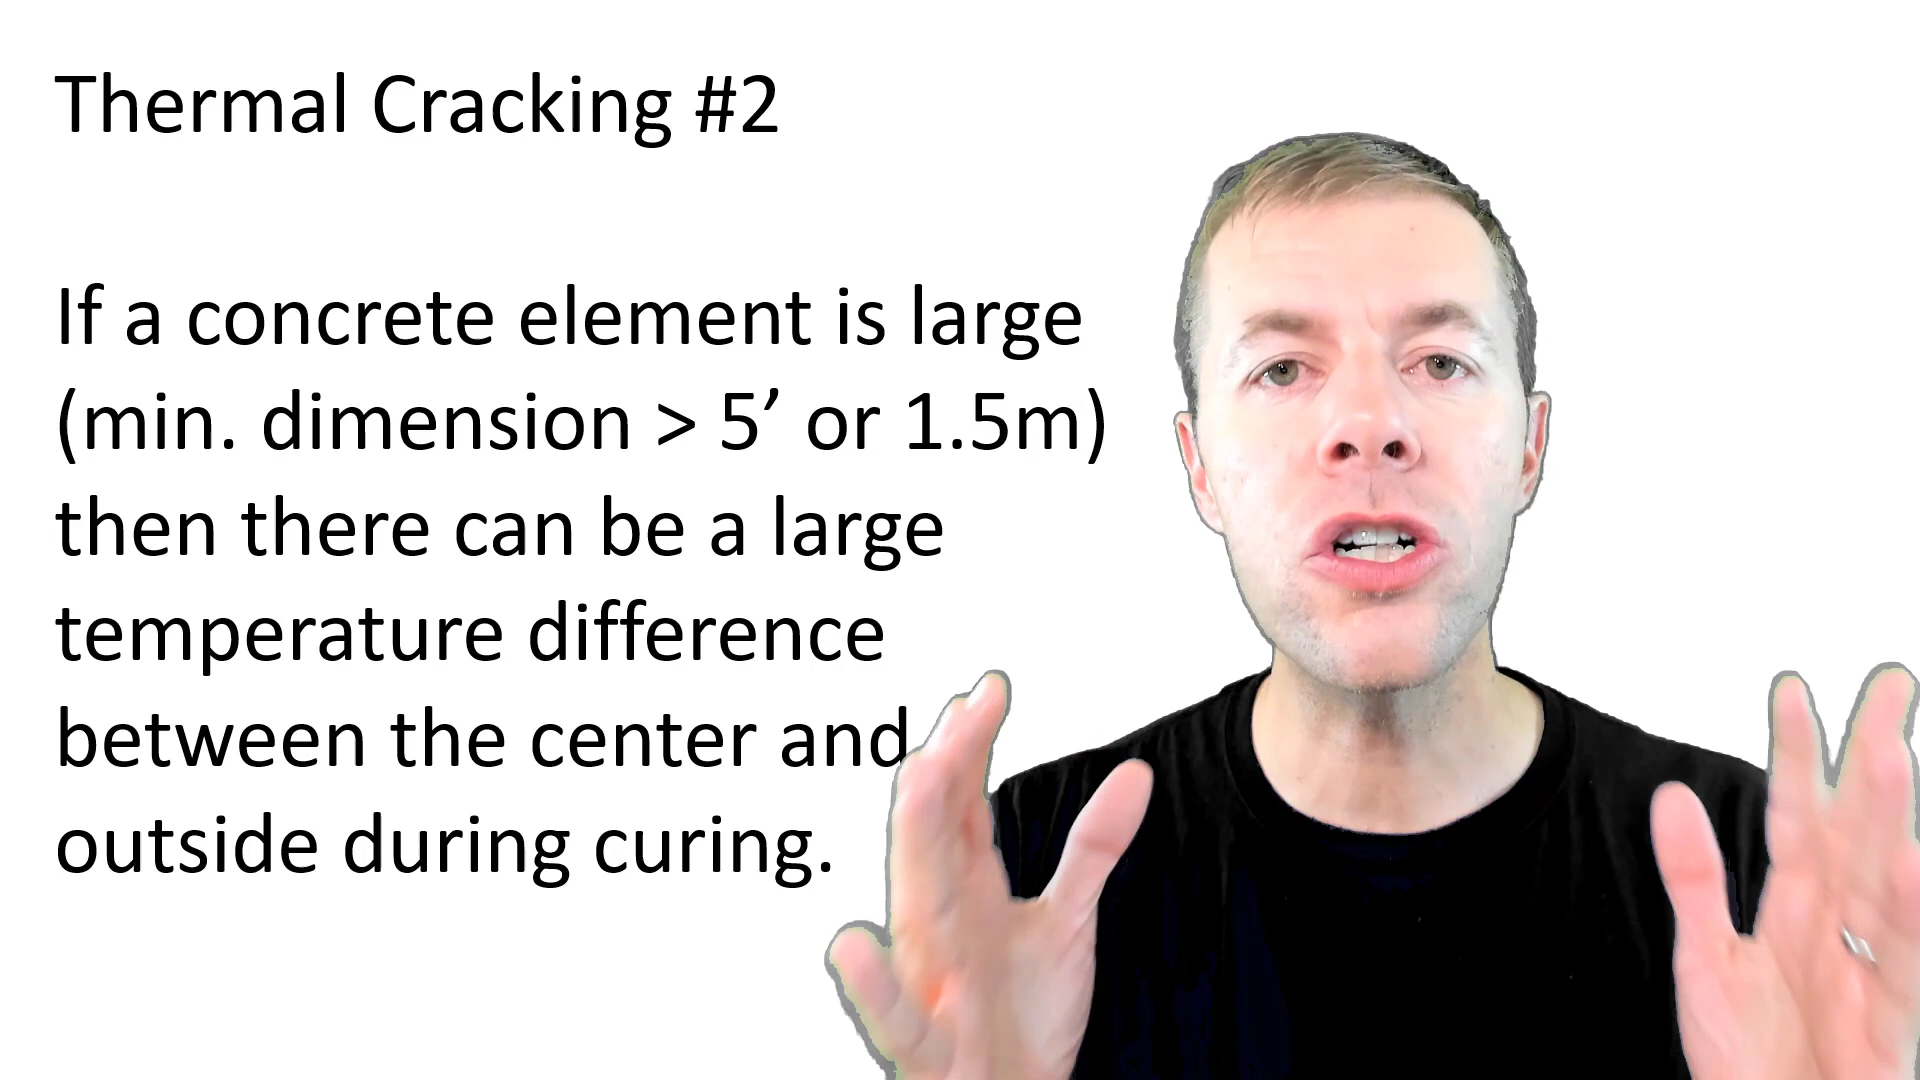 Thermal Cracking #2
If a concrete element is large
(min. dimension > 5’ or 1.5m)
then there can be a large
temperature difference
between the center and
outside during curing.